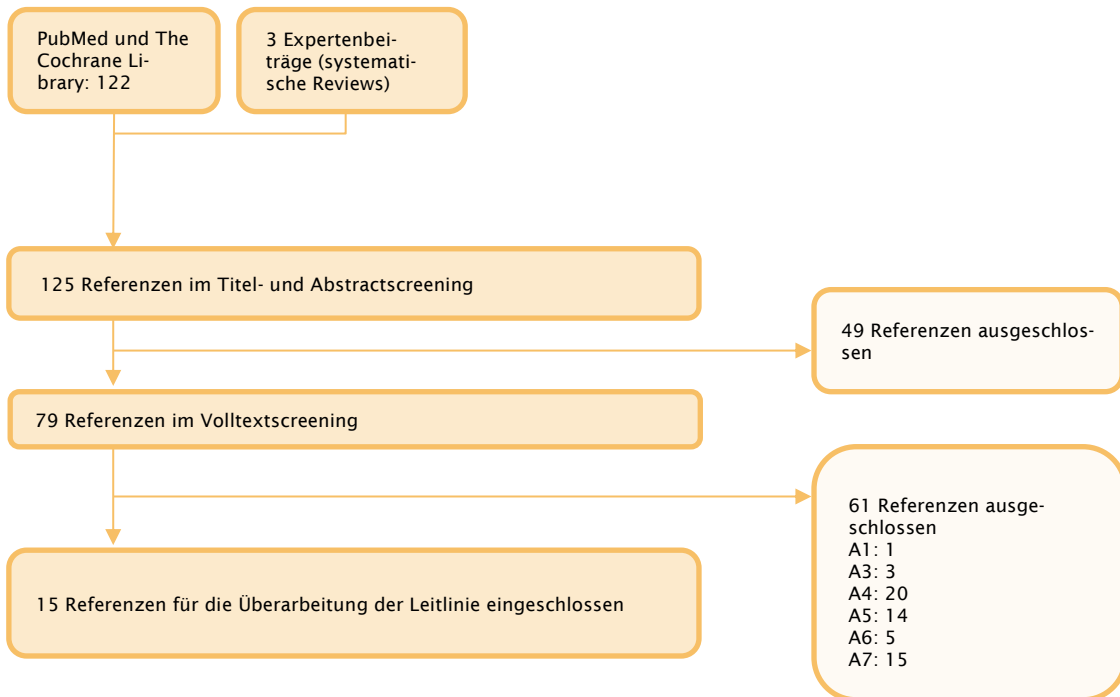 PubMed und The
Cochrane Li-
brary: 122
3 Expertenbei-
träge (systemati-
sche Reviews)
125 Referenzen im Titel- und Abstractscreening
49 Referenzen ausgeschlos-
sen
79 Referenzen im Volltextscreening
61 Referenzen ausge-
schlossen
A1: 1
A3: 3
A4: 20
A5: 14
A6: 5
A7: 15
15 Referenzen für die Überarbeitung der Leitlinie eingeschlossen